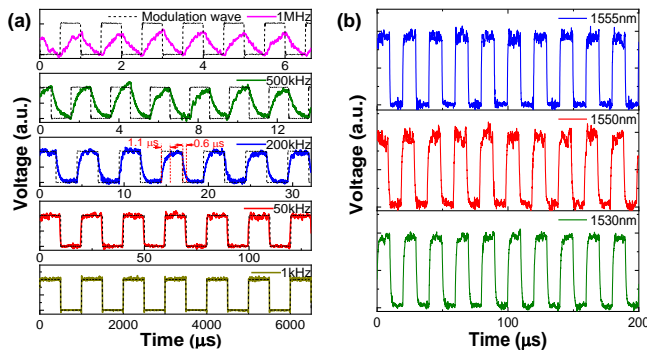 (a)
Modulation wave
1MHz
0 2 4 6
500kHz
0 4 8 12
1.1 µs
0.6 µs
200kHz
0 10 20 30
50kHz
0 50 100
1kHz
0 2000 4000 6000
Time (µs)
Voltage (a.u.)
(b)
1555nm
1550nm
1530nm
0 100 200
Time (µs)
Voltage (a.u.)